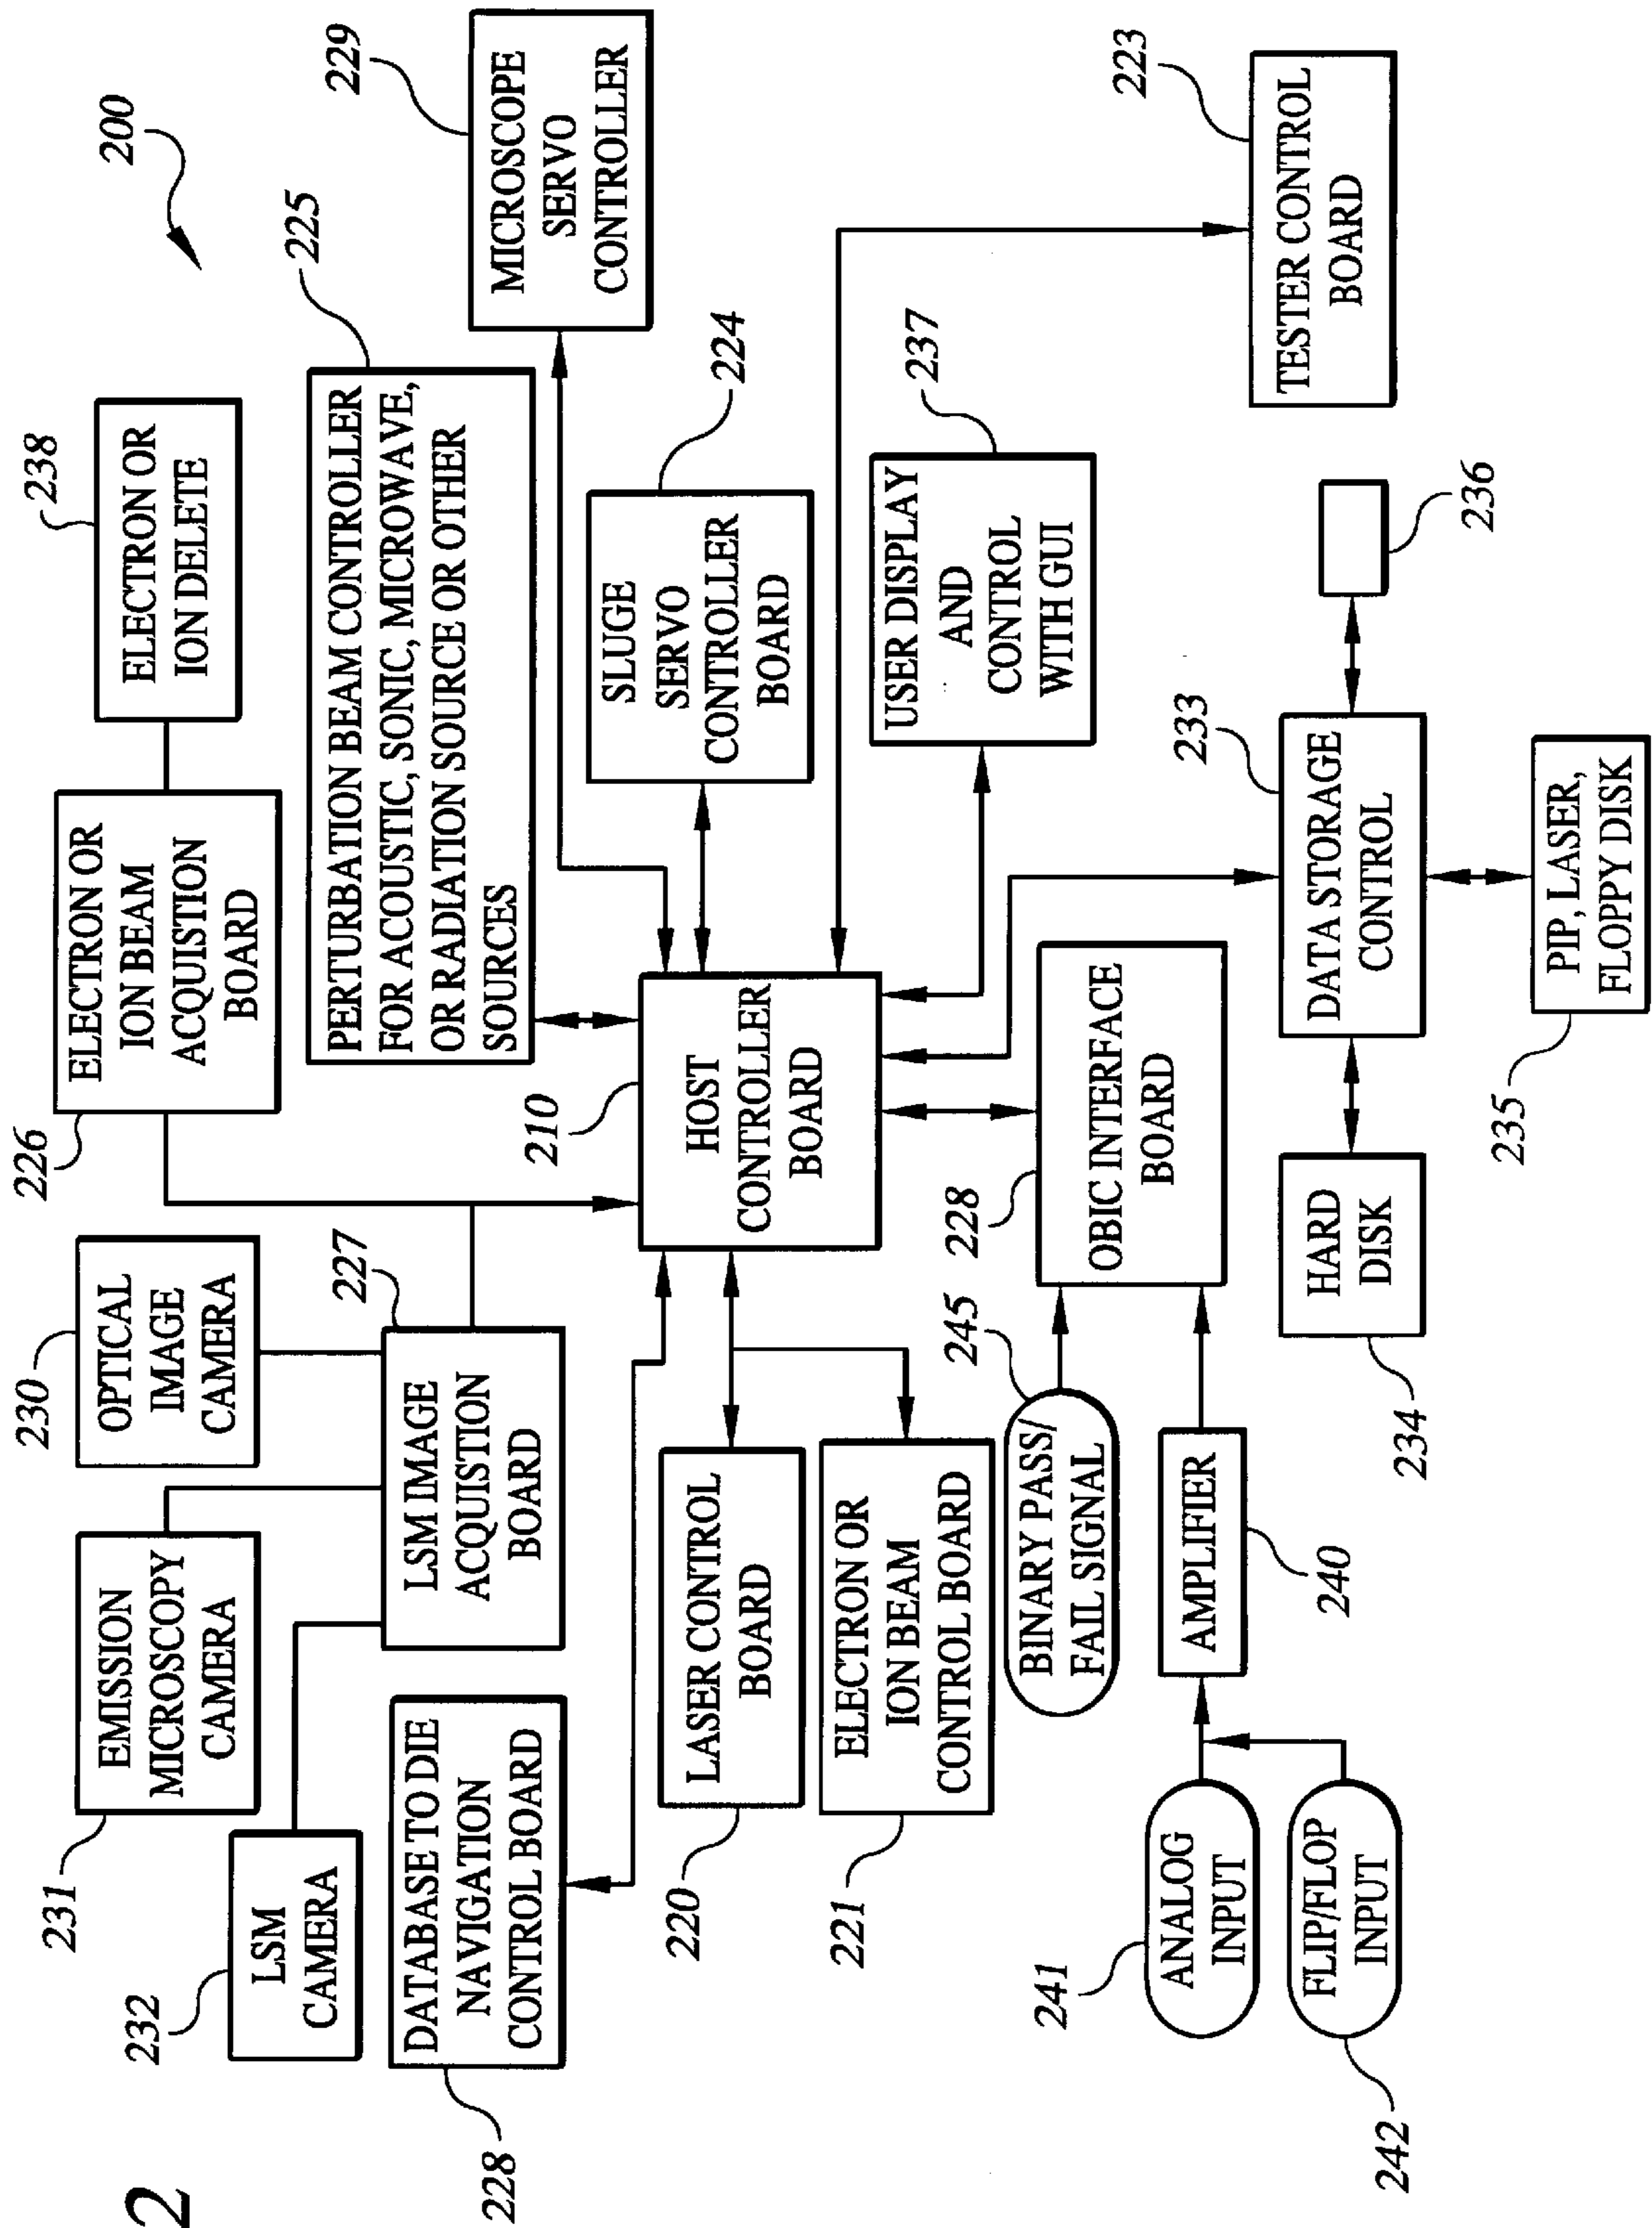 2
200
232
LSM
CAMERA
231
EMISSION
MICROSCOPY
CAMERA
230
OPTICAL
IMAGE
CAMERA
226
ELECTRON OR
ION BEAM
ACQUISTION
BOARD
238
ELECTRON OR
ION DELETE
228
DATABASE TO DIE
NAVIGATION
CONTROL BOARD
227
LSM IMAGE
ACQUISTION
BOARD
225
PERTURBATION BEAM CONTROLLER
FOR ACOUSTIC, SONIC, MICROWAVE,
OR RADIATION SOURCE OR OTHER
SOURCES
229
MICROSCOPE
SERVO
CONTROLLER
220
LASER CONTROL
BOARD
210
HOST
CONTROLLER
BOARD
224
SLUGE
SERVO
CONTROLLER
BOARD
221
ELECTRON OR
ION BEAM
CONTROL BOARD
237
USER DISPLAY
AND
CONTROL
WITH GUI
245
BINARY PASS/
FAIL SIGNAL
228
OBIC INTERFACE
BOARD
223
TESTER CONTROL
BOARD
241
ANALOG
INPUT
AMPLIFIER
240
242
FLIP/FLOP
INPUT
234
HARD
DISK
233
DATA STORAGE
CONTROL
236
235
PIP, LASER,
FLOPPY DISK